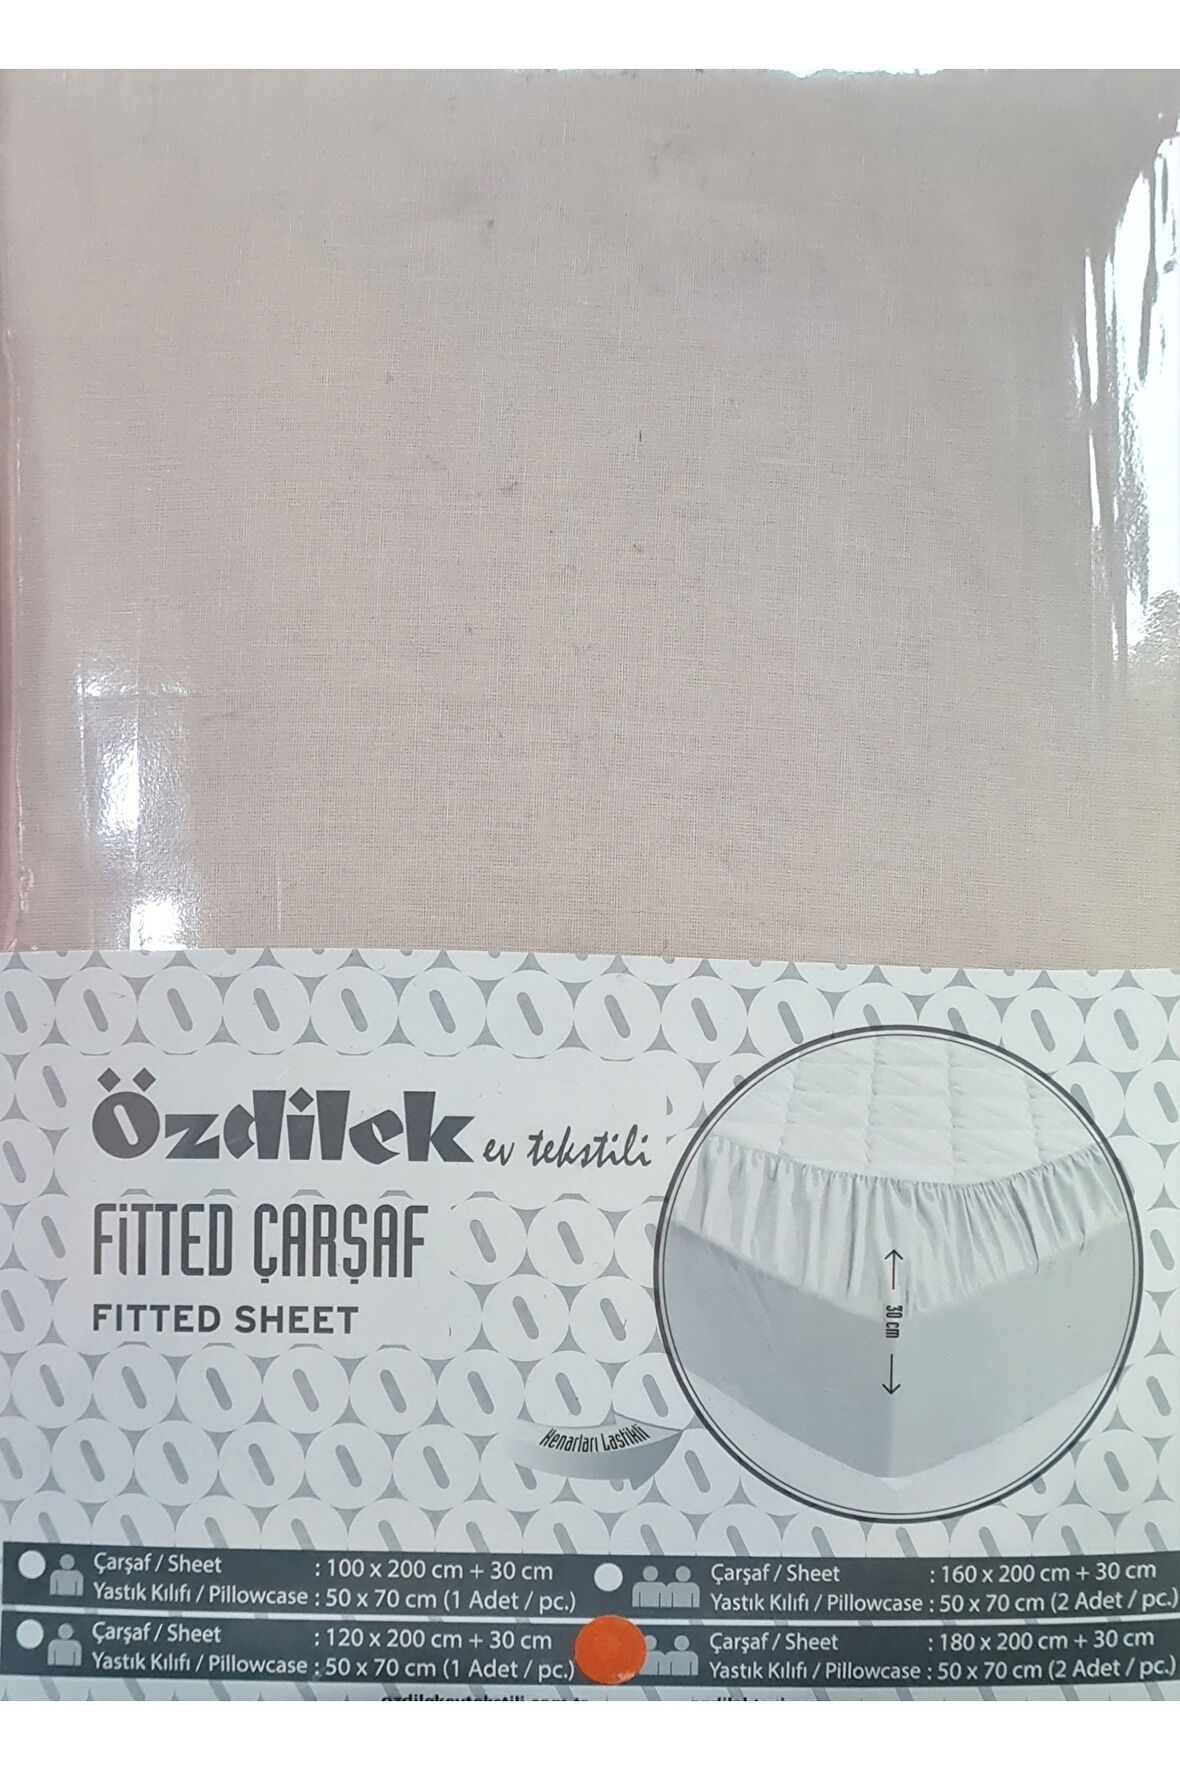 Özdilek ev tekstili
FiTTED ÇARŞAF
FITTED SHEET
30 cm
Kenarları Lastikli
Çarşaf / Sheet : 100 x 200 cm + 30 cm
Yastık Kılıfı / Pillowcase : 50 x 70 cm (1 Adet / pc.)
Çarşaf / Sheet : 160 x 200 cm + 30 cm
Yastık Kılıfı / Pillowcase : 50 x 70 cm (2 Adet / pc.)
Çarşaf / Sheet : 120 x 200 cm + 30 cm
Yastık Kılıfı / Pillowcase : 50 x 70 cm (1 Adet / pc.)
Çarşaf / Sheet : 180 x 200 cm + 30 cm
Yastık Kılıfı / Pillowcase : 50 x 70 cm (2 Adet / pc.)